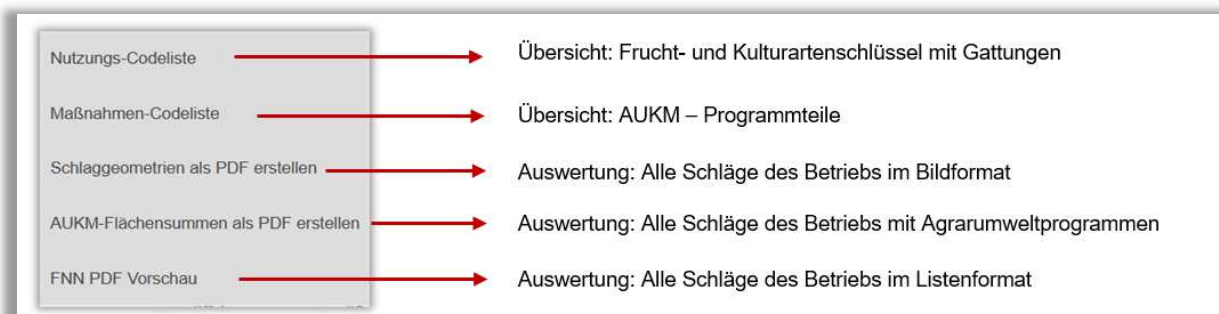 Nutzungs-Codeliste
Übersicht: Frucht- und Kulturartenschlüssel mit Gattungen
Maßnahmen-Codeliste
Übersicht: AUKM – Programmteile
Schlaggeometrien als PDF erstellen
Auswertung: Alle Schläge des Betriebs im Bildformat
AUKM-Flächensummen als PDF erstellen
Auswertung: Alle Schläge des Betriebs mit Agrarumweltprogrammen
FNN PDF Vorschau
Auswertung: Alle Schläge des Betriebs im Listenformat